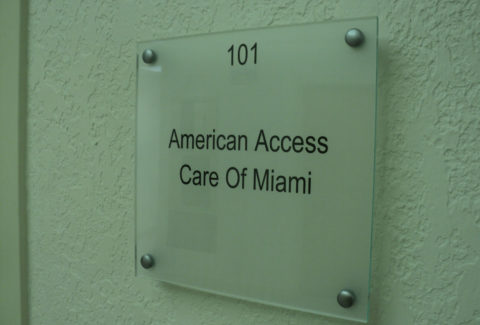 101
American Access
Care Of Miami